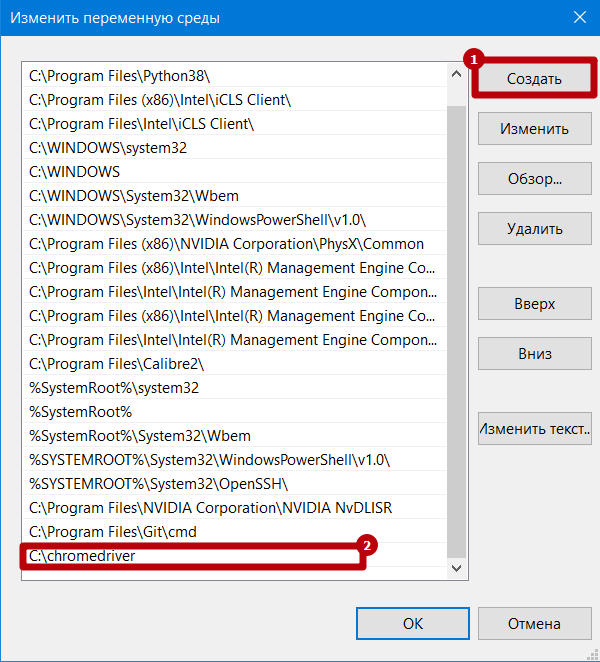 Изменить переменную среды
1
C:\Program Files\Python38\
C:\Program Files (x86)\Intel\iCLS Client\
C:\Program Files\Intel\iCLS Client\
C:\WINDOWS\system32
C:\WINDOWS
C:\WINDOWS\System32\Wbem
C:\WINDOWS\System32\WindowsPowerShell\v1.0\
C:\Program Files (x86)\NVIDIA Corporation\PhysX\Common
C:\Program Files (x86)\Intel\Intel(R) Management Engine Co...
C:\Program Files\Intel\Intel(R) Management Engine Compon...
C:\Program Files (x86)\Intel\Intel(R) Management Engine Co...
C:\Program Files\Intel\Intel(R) Management Engine Compon...
C:\Program Files\Calibre2\
%SystemRoot%\system32
%SystemRoot%
%SystemRoot%\System32\Wbem
%SYSTEMROOT%\System32\WindowsPowerShell\v1.0\
%SYSTEMROOT%\System32\OpenSSH\
C:\Program Files\NVIDIA Corporation\NVIDIA NvDLISR
C:\Program Files\Git\cmd
C:\chromedriver
2
Создать
Изменить
Обзор...
Удалить
Вверх
Вниз
Изменить текст..
ОК
Отмена